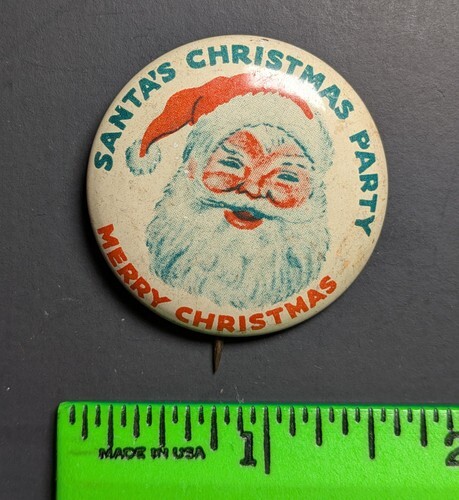 SANTA'S CHRISTMAS PARTY
MERRY CHRISTMAS
MADE IN USA
1
2